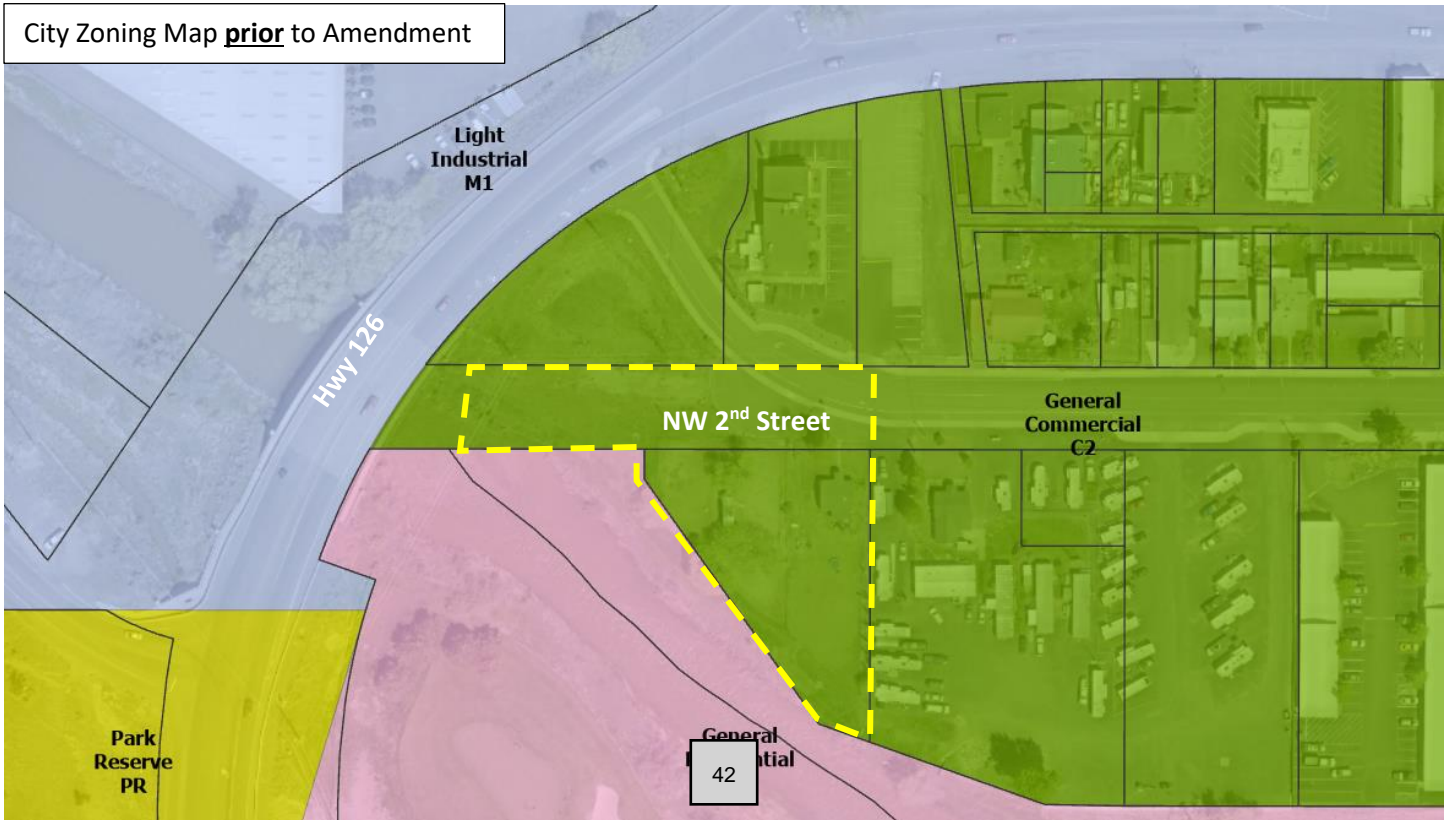 City Zoning Map prior to Amendment
Light
Industrial
M1
Hwy 126
NW 2nd Street
General
Commercial
C2
Park
Reserve
PR
General
42